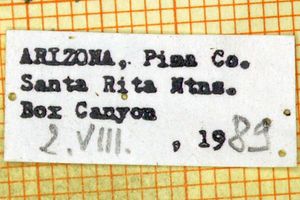 ARIZONA, Pima Co.
Santa Rita Mtns.
Box Canyon
2.VIII. , 1989